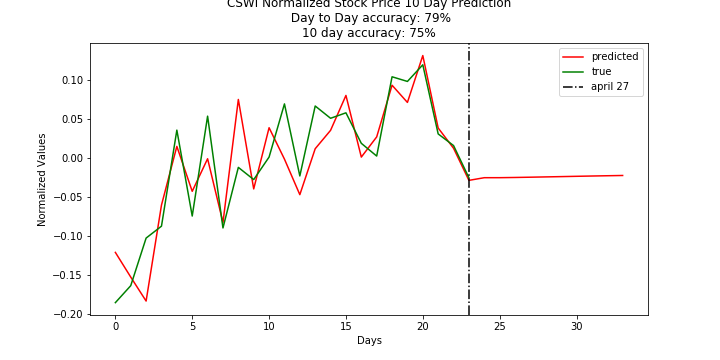 CSWI Normalized Stock Price 10 Day Prediction
Day to Day accuracy: 79%
10 day accuracy: 75%
predicted
true
april 27
0.10
0.05
0.00
−0.05
−0.10
−0.15
−0.20
Normalized Values
0
5
10
15
20
25
30
Days